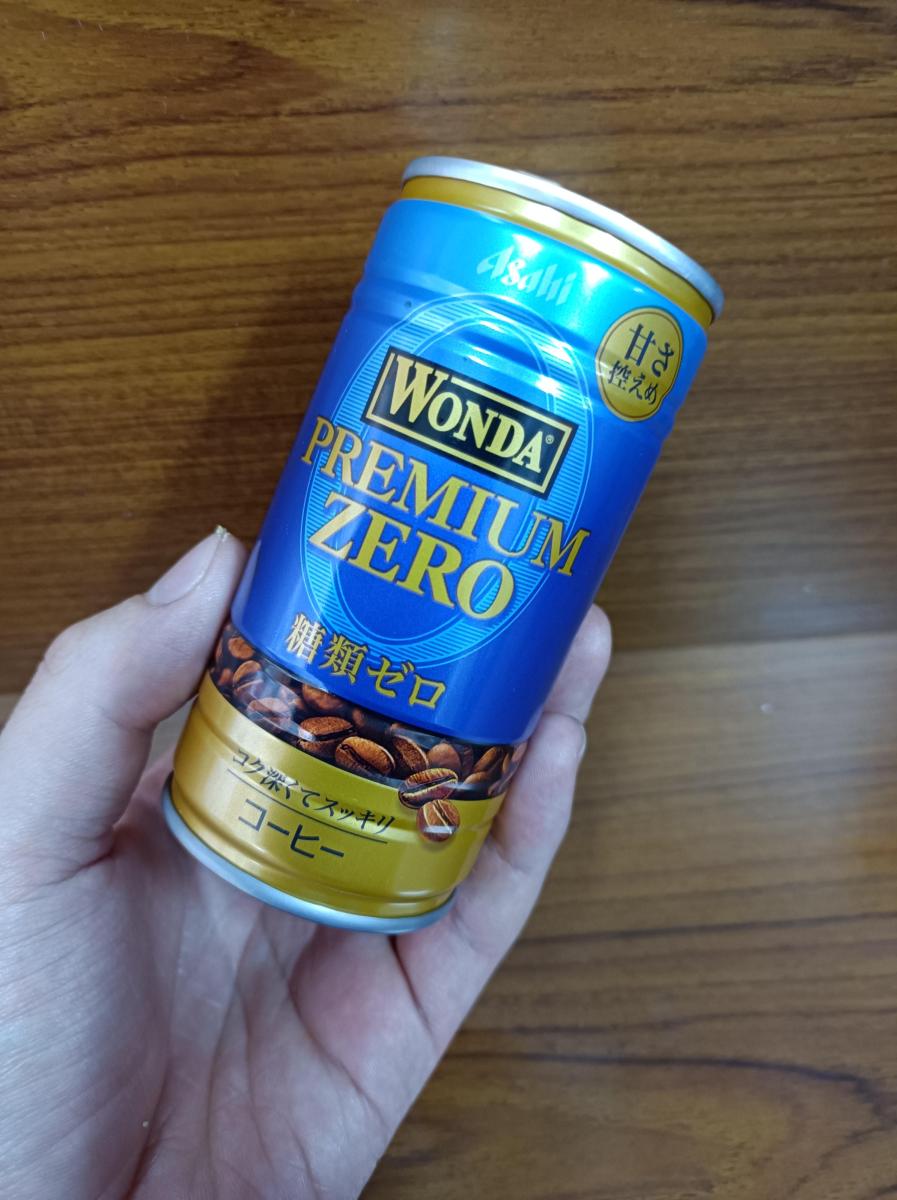 Asahi
甘さ
控えめ
WONDA®
PREMIUM
ZERO
糖類ゼロ
コク深くてスッキリ
コーヒー